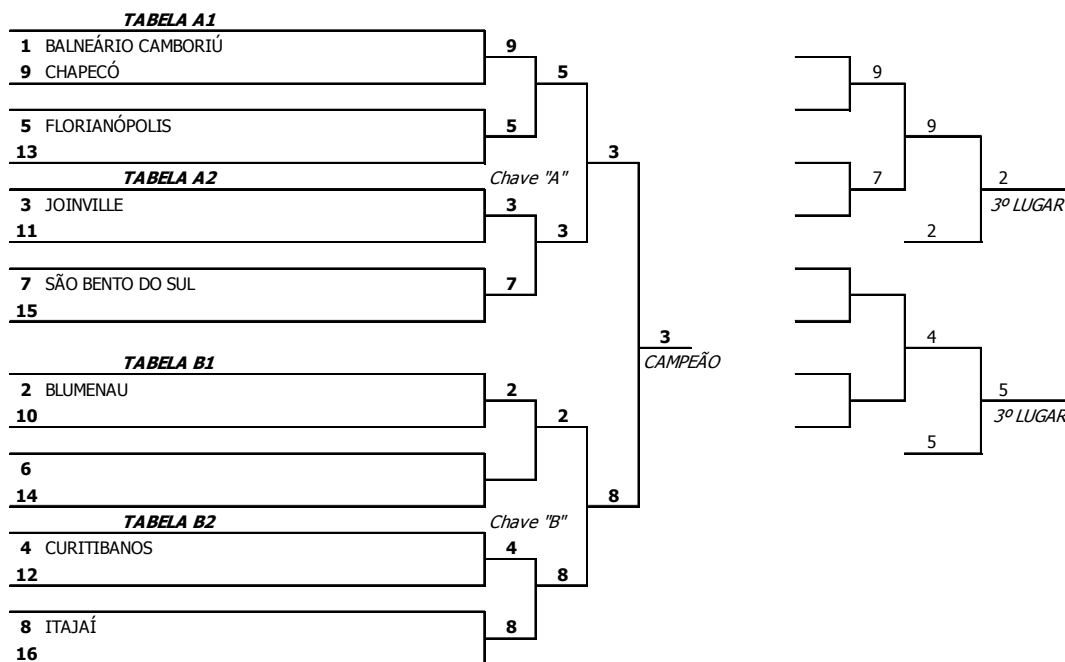 TABELA A1
1 BALNEÁRIO CAMBORIÚ 9
9 CHAPECÓ 5 9
5 FLORIANÓPOLIS 5 9
13 3
TABELA A2 Chave "A" 7 2
3 JOINVILLE 3 3º LUGAR
11 3 2
7 SÃO BENTO DO SUL 7
15
3 4
TABELA B1 CAMPEÃO
2 BLUMENAU 2 5
10 2 3º LUGAR
5
6
14 8
TABELA B2 Chave "B"
4 CURITIBANOS 4
12 8
8 ITAJAÍ 8
16